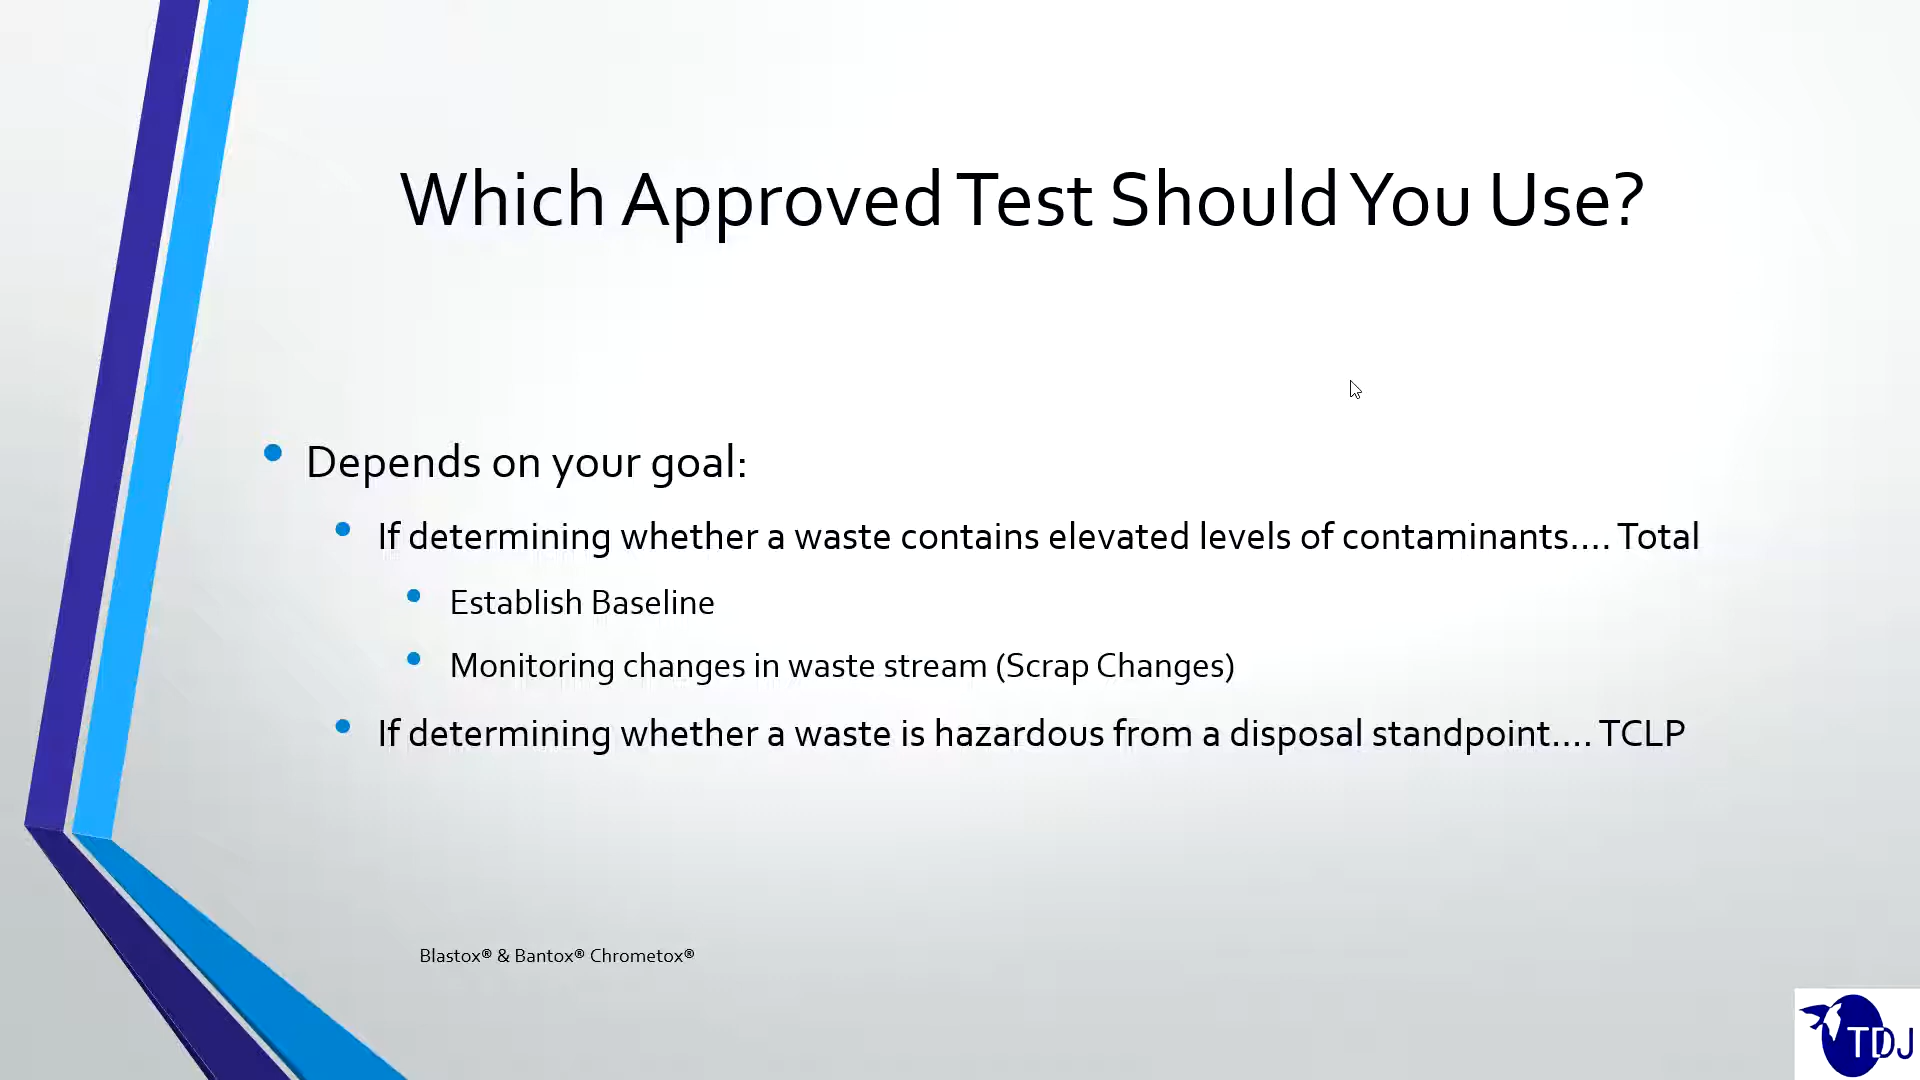 Which Approved Test Should You Use?
Depends on your goal:
If determining whether a waste contains elevated levels of contaminants.... Total
Establish Baseline
Monitoring changes in waste stream (Scrap Changes)
If determining whether a waste is hazardous from a disposal standpoint.... TCLP
Blastox® & Bantox® Chrometox®
TDJ